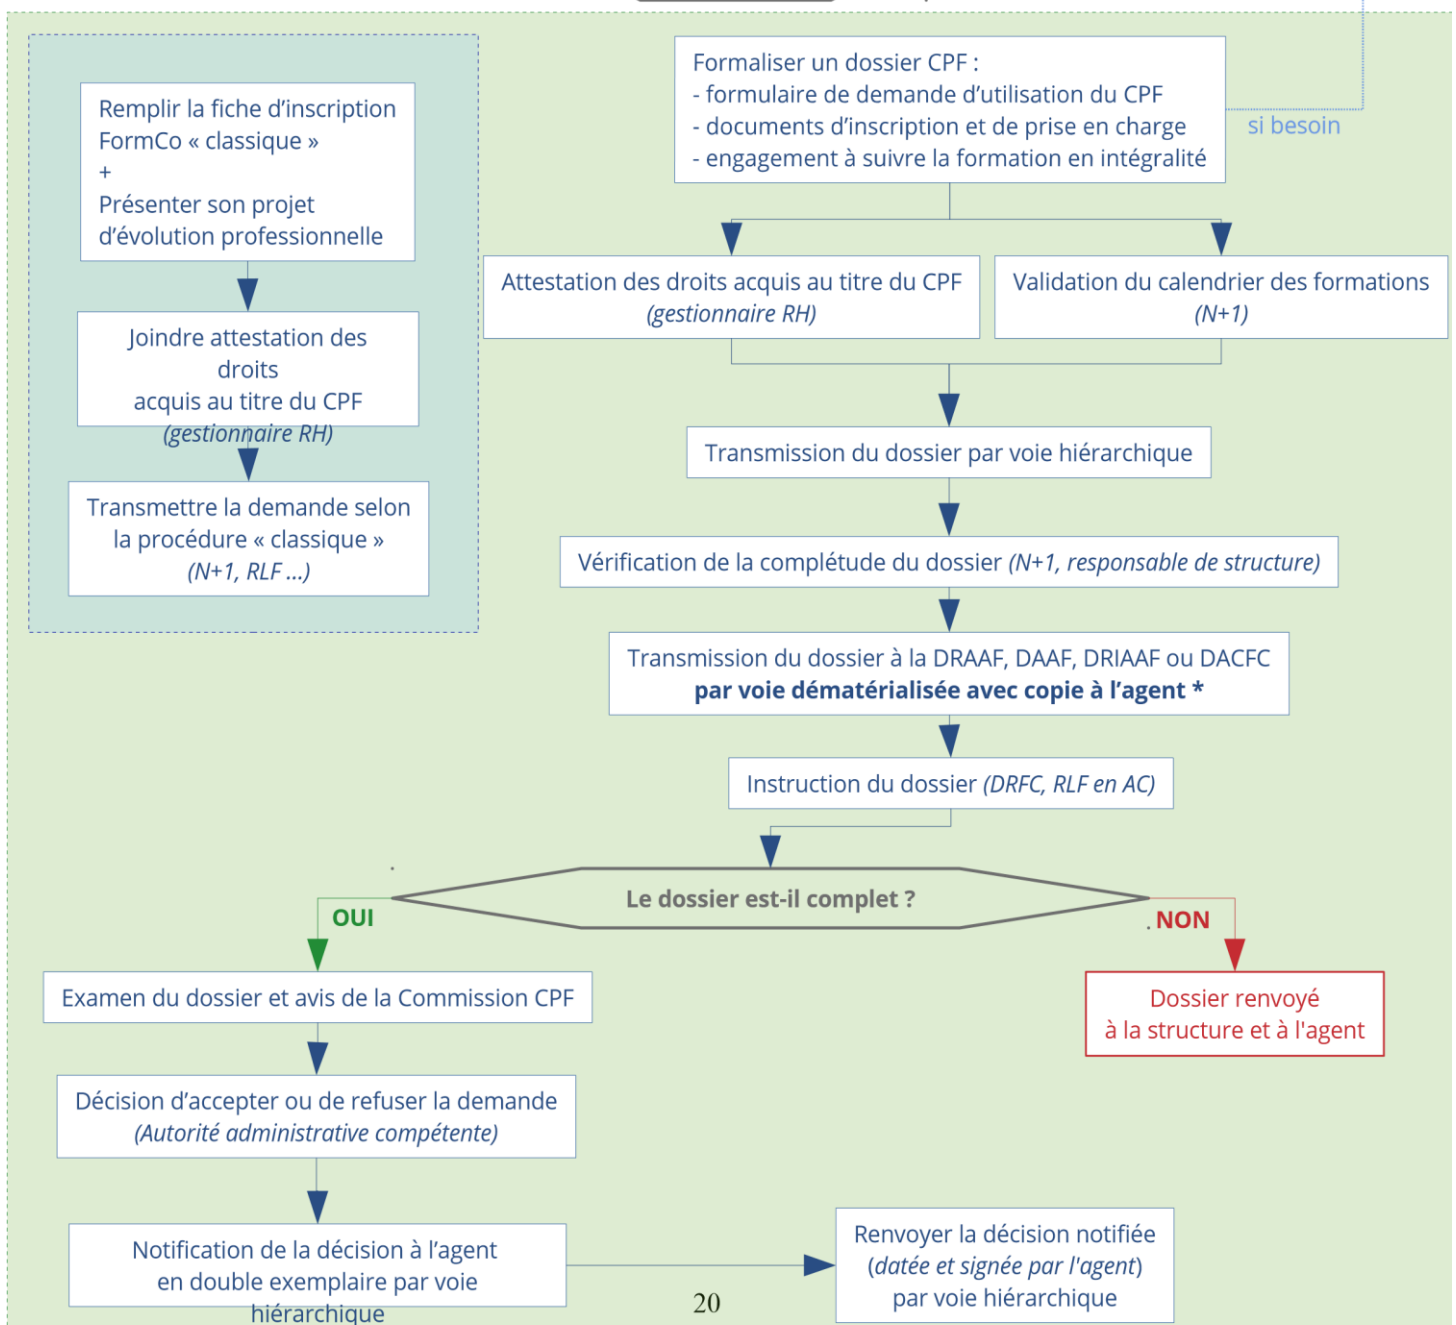 Remplir la fiche d’inscription
FormCo « classique »
+
Présenter son projet
d’évolution professionnelle
Joindre attestation des
droits
acquis au titre du CPF
(gestionnaire RH)
Transmettre la demande selon
la procédure « classique »
(N+1, RLF ...)
Formaliser un dossier CPF :
- formulaire de demande d’utilisation du CPF
- documents d’inscription et de prise en charge
- engagement à suivre la formation en intégralité
si besoin
Attestation des droits acquis au titre du CPF
(gestionnaire RH)
Validation du calendrier des formations
(N+1)
Transmission du dossier par voie hiérarchique
Vérification de la complétude du dossier (N+1, responsable de structure)
Transmission du dossier à la DRAAF, DAAF, DRIAAF ou DACFC
par voie dématérialisée avec copie à l’agent *
Instruction du dossier (DRFC, RLF en AC)
Le dossier est-il complet ?
OUI
NON
Examen du dossier et avis de la Commission CPF
Dossier renvoyé
à la structure et à l'agent
Décision d’accepter ou de refuser la demande
(Autorité administrative compétente)
Notification de la décision à l’agent
en double exemplaire par voie
hiérarchique
Renvoyer la décision notifiée
(datée et signée par l'agent)
par voie hiérarchique
20